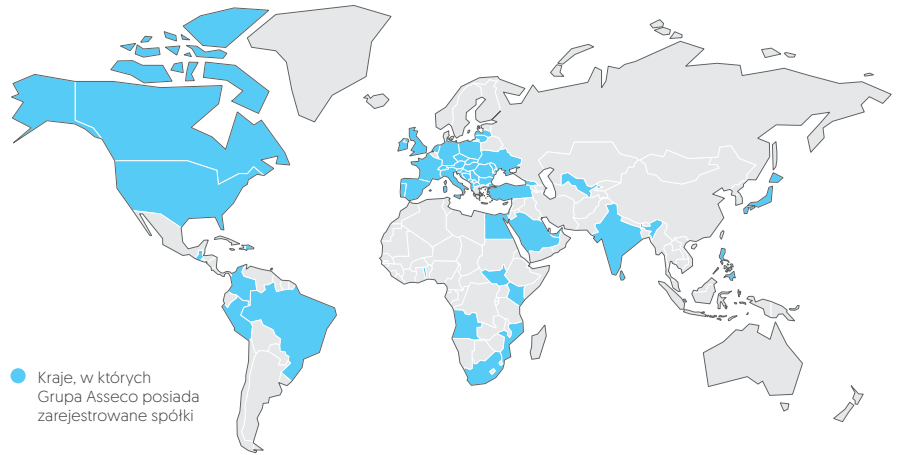 Kraje, w których
Grupa Asseco posiada
zarejestrowane spółki